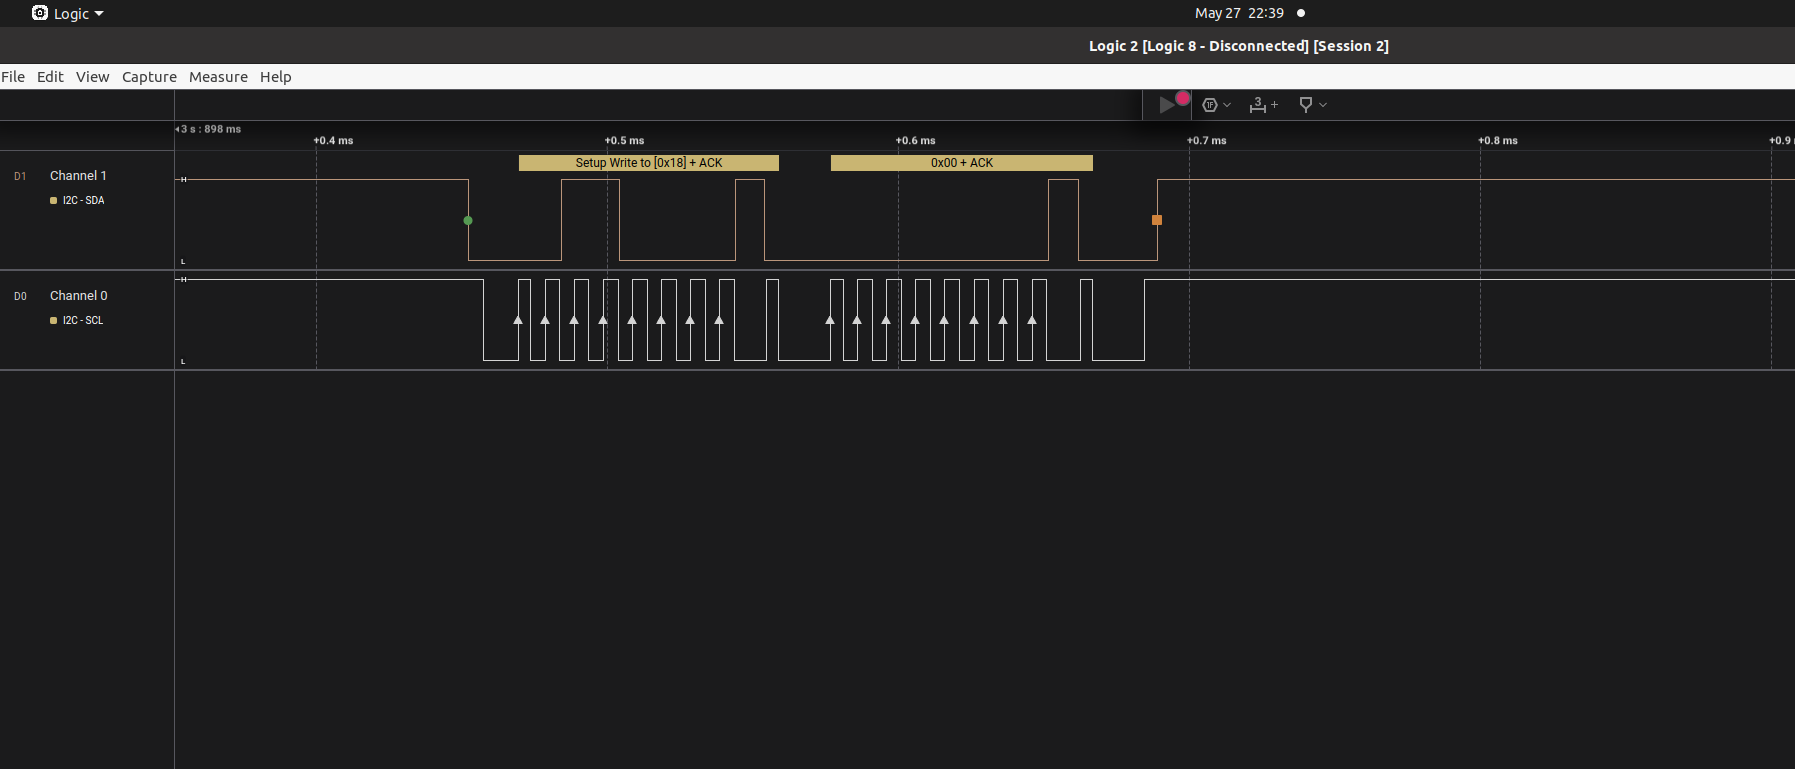 Logic
May 27 22:39
Logic 2 [Logic 8 - Disconnected] [Session 2]
File Edit View Capture Measure Help
1F 3 +
3 s : 898 ms
+0.4 ms +0.5 ms +0.6 ms +0.7 ms +0.8 ms +0.9
Setup Write to [0x18] + ACK 0x00 + ACK
D1 Channel 1 H
I2C - SDA
L
H
D0 Channel 0
I2C - SCL
L